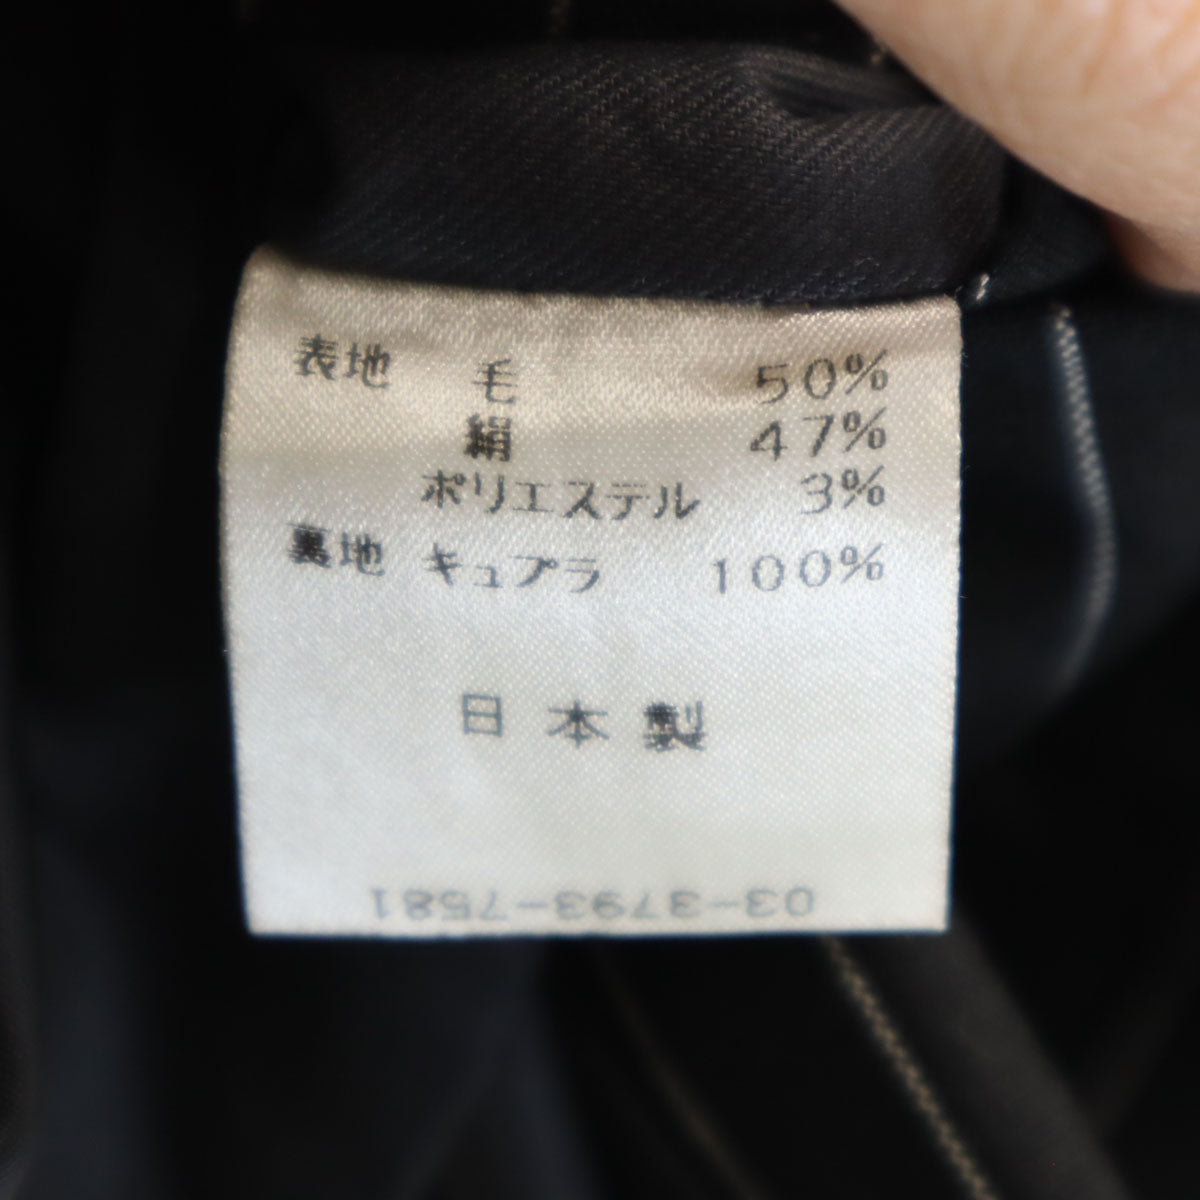 表地 毛 50%
絹 47%
ポリエステル 3%
裏地 キュプラ 100%
日本製
03-3793-7581